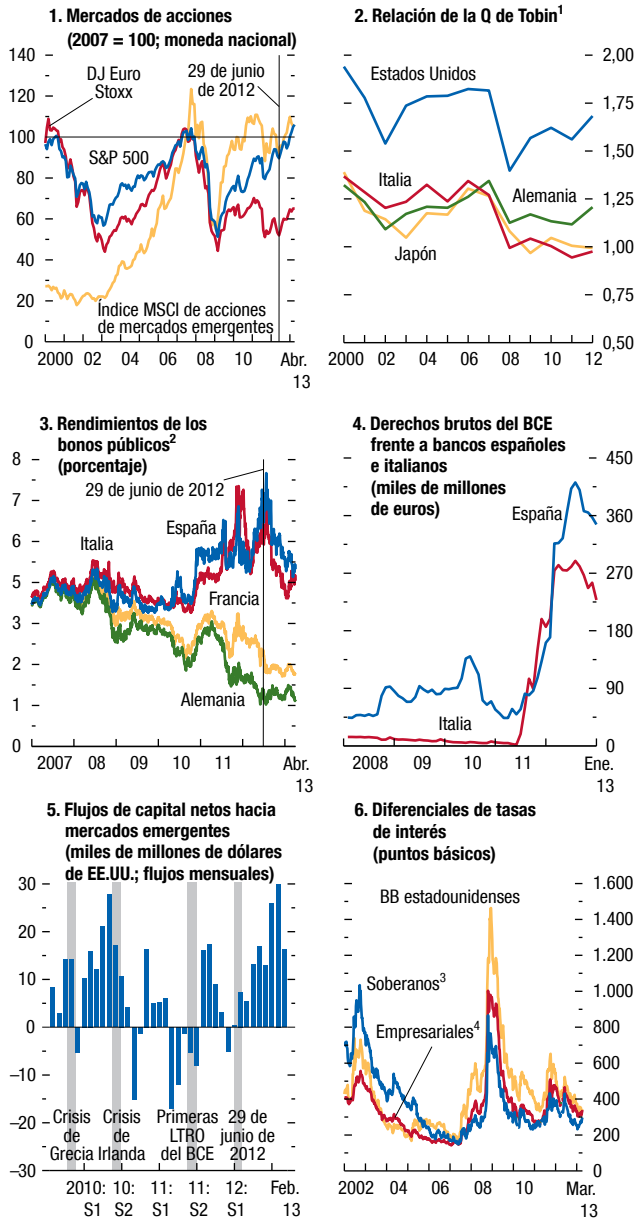 1. Mercados de acciones
(2007 = 100; moneda nacional)
DJ Euro
Stoxx
29 de junio
de 2012
S&P 500
Índice MSCI de acciones
de mercados emergentes
140
120
100
80
60
40
20
0
2000 02 04 06 08 10 Abr.
13
2. Relación de la Q de Tobin¹
Estados Unidos
Italia
Alemania
Japón
2,00
1,75
1,50
1,25
1,00
1,75
0,50
2000 02 04 06 08 10 12
3. Rendimientos de los
bonos públicos²
(porcentaje)
29 de junio de 2012
España
Italia
Francia
Alemania
8
7
6
5
4
3
2
1
0
2007 08 09 10 11 Abr.
13
4. Derechos brutos del BCE
frente a bancos españoles
e italianos
(miles de millones
de euros)
España
Italia
450
360
270
180
90
0
2008 09 10 11 Ene.
13
5. Flujos de capital netos hacia
mercados emergentes
(miles de millones de dólares
de EE.UU.; flujos mensuales)
30
20
10
0
–10
–20
–30
Crisis
de
Grecia
Crisis
de
Irlanda
Primeras
LTRO
del BCE
29 de
junio de
2012
2010: 10: 11: 11: 12: Feb.
S1 S2 S1 S2 S1 13
6. Diferenciales de tasas
de interés
(puntos básicos)
BB estadounidenses
Soberanos³
Empresariales⁴
1.600
1.400
1.200
1.000
800
600
400
200
0
2002 04 06 08 10 Mar.
13